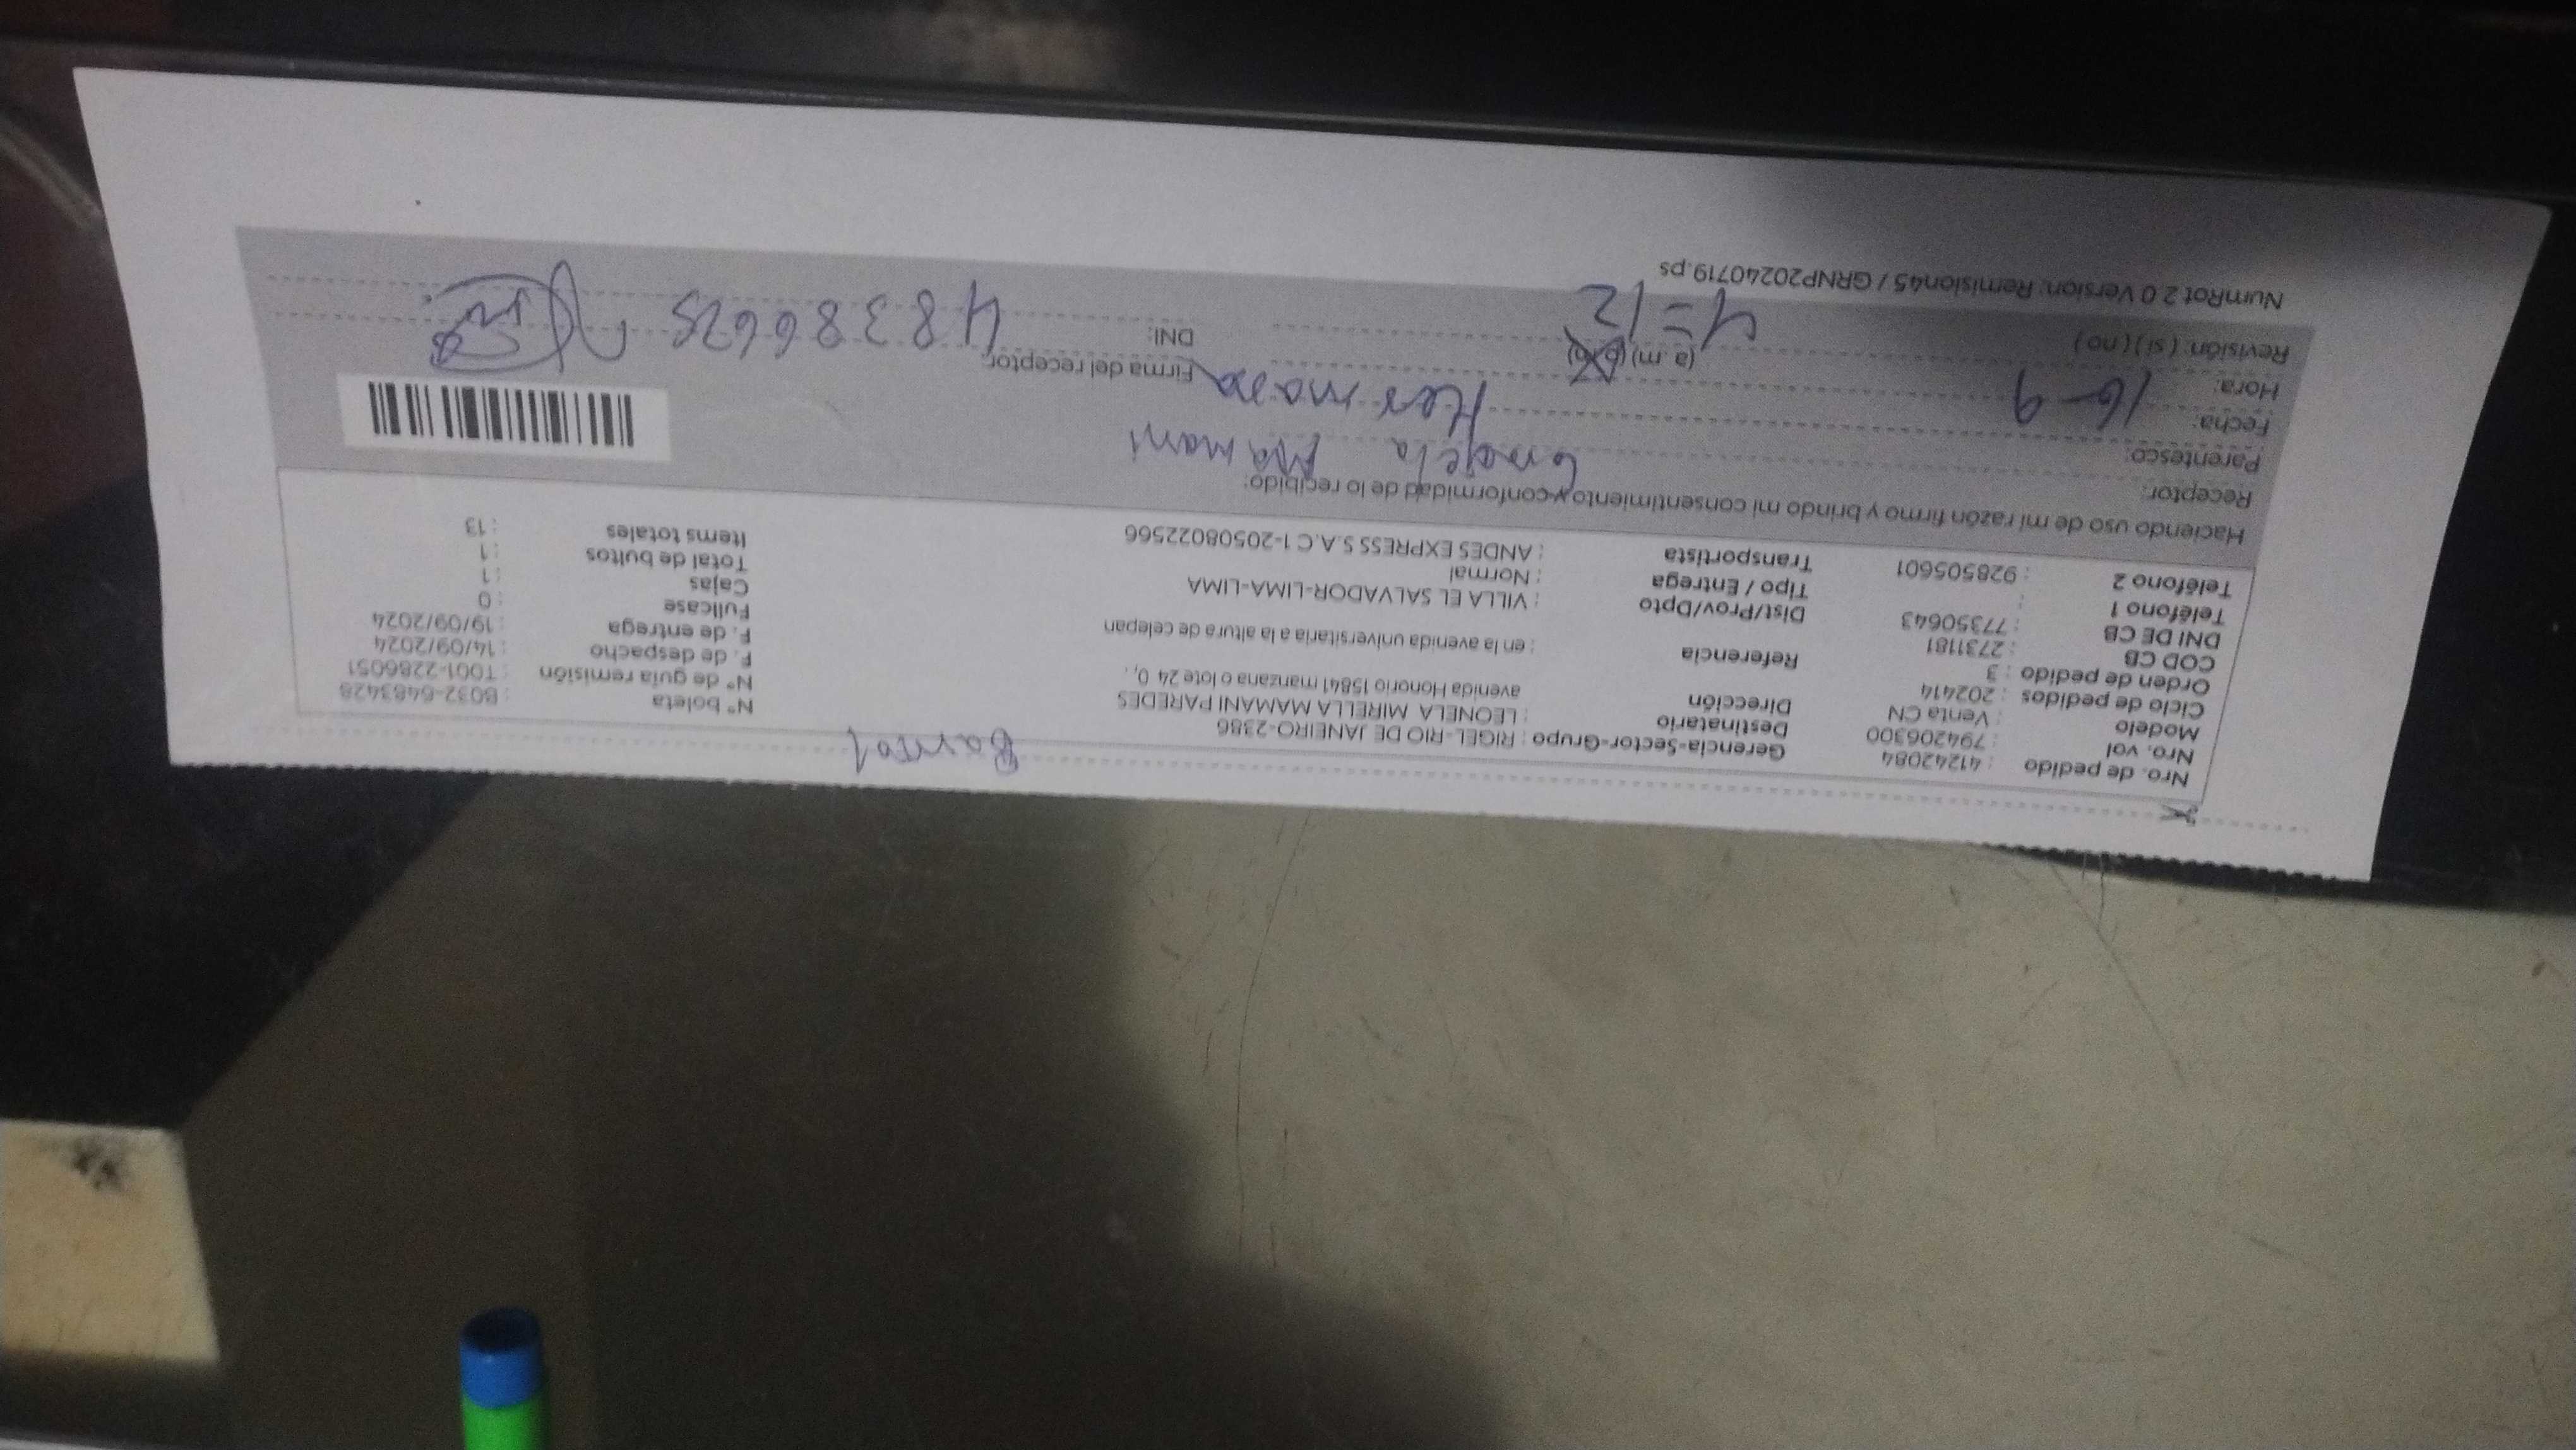 Barrol
Nro. de pedido : 41242084
Nro. vol : 794206300
Modelo : Venta CN
Ciclo de pedidos : 202414
Orden de pedido : 3
COD CB : 2731181
DNI DE CB : 77350643
Teléfono 1 :
Teléfono 2 : 928505601
Gerencia-Sector-Grupo : RIGEL-RIO DE JANEIRO-2386
Destinatario : LEONELA MIRELLA MAMANI PAREDES
Dirección avenida Honorio 15841 manzana o lote 24 0, .
Referencia : en la avenida universitaria a la altura de celepan
Dist/Prov/Dpto : VILLA EL SALVADOR-LIMA-LIMA
Tipo / Entrega : Normal
Transportista : ANDES EXPRESS S.A.C 1-20508022566
N° boleta : B032-6483428
N° de guía remisión : T001-2286051
F. de despacho : 14/09/2024
F. de entrega : 19/09/2024
Fullcase : 0
Cajas : 1
Total de bultos : 1
Items totales : 13
Haciendo uso de mi razón firmo y brindo mi consentimiento y conformidad de lo recibido:
Receptor: Mamani
Parentesco: Hermana
Fecha: 16-9
Hora: (a. m) (p. m) 4=12
Revisión: ( si ) ( no )
Firma del receptor:
DNI: 48386625
NumRot 2.0 Version: Remision45 / GRNP20240719.ps